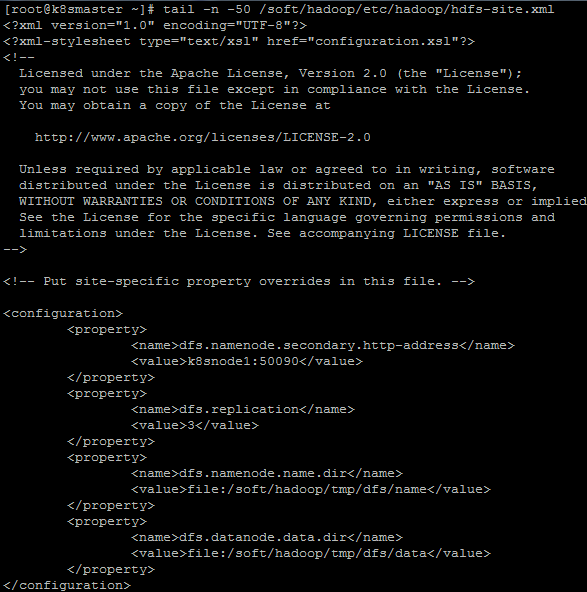 [root@k8smaster ~]# tail -n -50 /soft/hadoop/etc/hadoop/hdfs-site.xml
<?xml version="1.0" encoding="UTF-8"?>
<?xml-stylesheet type="text/xsl" href="configuration.xsl"?>
<!--
  Licensed under the Apache License, Version 2.0 (the "License");
  you may not use this file except in compliance with the License.
  You may obtain a copy of the License at

    http://www.apache.org/licenses/LICENSE-2.0

  Unless required by applicable law or agreed to in writing, software
  distributed under the License is distributed on an "AS IS" BASIS,
  WITHOUT WARRANTIES OR CONDITIONS OF ANY KIND, either express or implied
  See the License for the specific language governing permissions and
  limitations under the License. See accompanying LICENSE file.
-->

<!-- Put site-specific property overrides in this file. -->

<configuration>
        <property>
                <name>dfs.namenode.secondary.http-address</name>
                <value>k8snode1:50090</value>
        </property>
        <property>
                <name>dfs.replication</name>
                <value>3</value>
        </property>
        <property>
                <name>dfs.namenode.name.dir</name>
                <value>file:/soft/hadoop/tmp/dfs/name</value>
        </property>
        <property>
                <name>dfs.datanode.data.dir</name>
                <value>file:/soft/hadoop/tmp/dfs/data</value>
        </property>
</configuration>